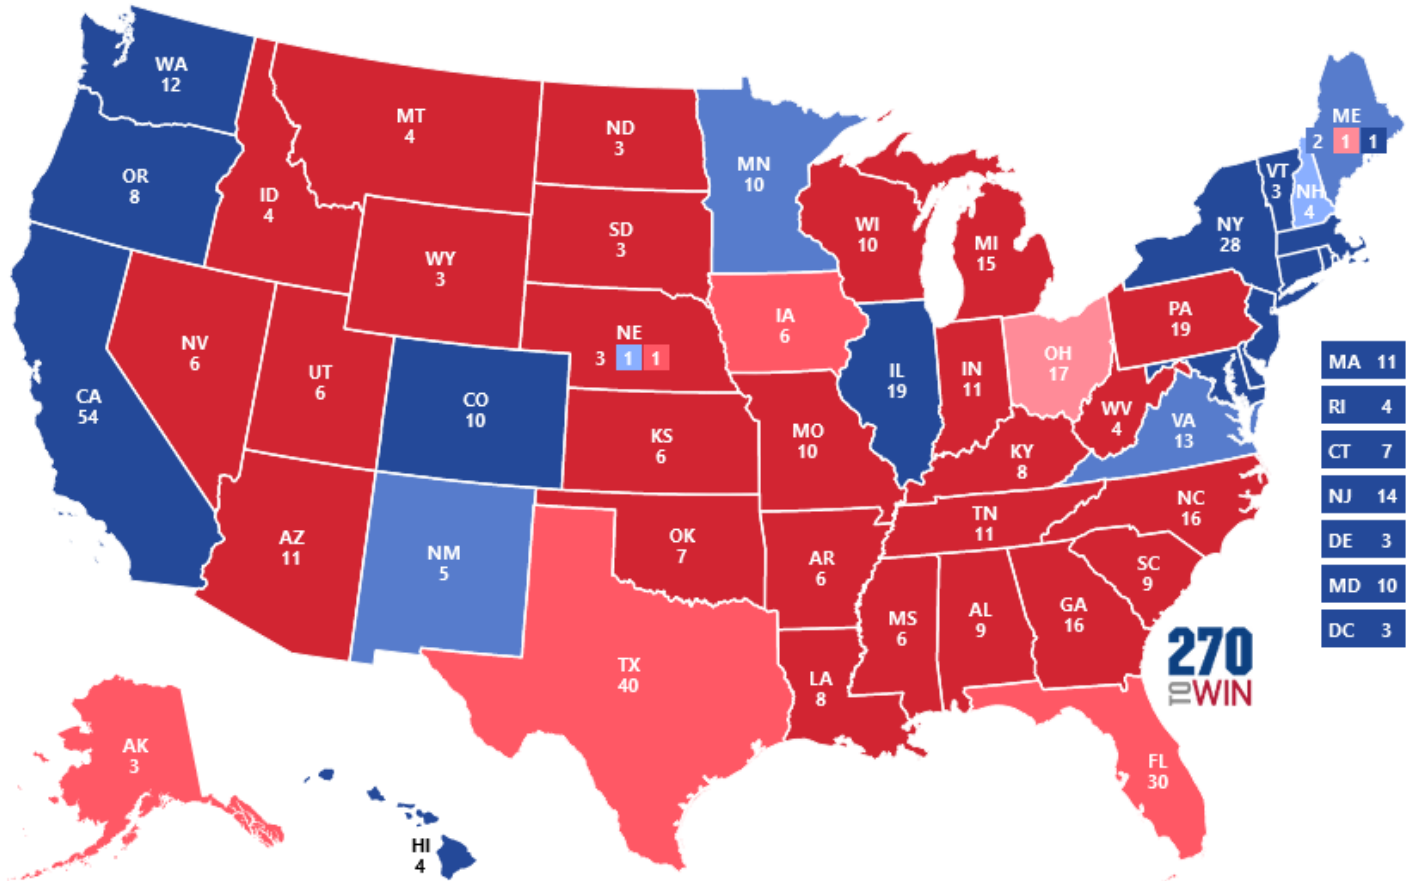 WA
12
OR
8
CA
54
ID
4
NV
6
MT
4
WY
3
UT
6
AZ
11
CO
10
NM
5
ND
3
SD
3
NE
3 1 1
KS
6
OK
7
TX
40
MN
10
IA
6
MO
10
AR
6
LA
8
WI
10
IL
19
MI
15
IN
11
OH
17
KY
8
TN
11
MS
6
AL
9
GA
16
FL
30
SC
9
NC
16
VA
13
WV
4
PA
19
NY
28
VT
3
NH
4
ME
2 1 1
MA 11
RI 4
CT 7
NJ 14
DE 3
MD 10
DC 3
AK
3
HI
4
270
TO WIN